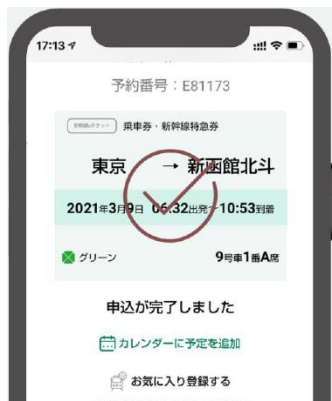 17:13
予約番号：E81173
新幹線eチケット 乗車券・新幹線特急券
東京 → 新函館北斗
2021年3月9日 06:32出発 10:53到着
グリーン 9号車1番A席
申込が完了しました
カレンダーに予定を追加
お気に入り登録する